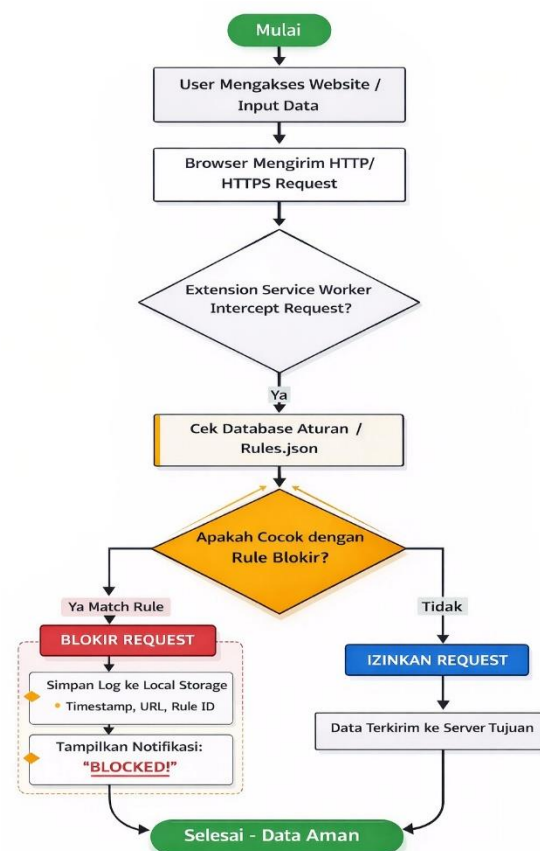 Mulai
User Mengakses Website /
Input Data
Browser Mengirim HTTP/
HTTPS Request
Extension Service Worker
Intercept Request?
Ya
Cek Database Aturan /
Rules.json
Apakah Cocok dengan
Rule Blokir?
Ya Match Rule
Tidak
BLOKIR REQUEST
IZINKAN REQUEST
Simpan Log ke Local Storage
• Timestamp, URL, Rule ID
Data Terkirim ke Server Tujuan
Tampilkan Notifikasi:
"BLOCKED!"
Selesai - Data Aman